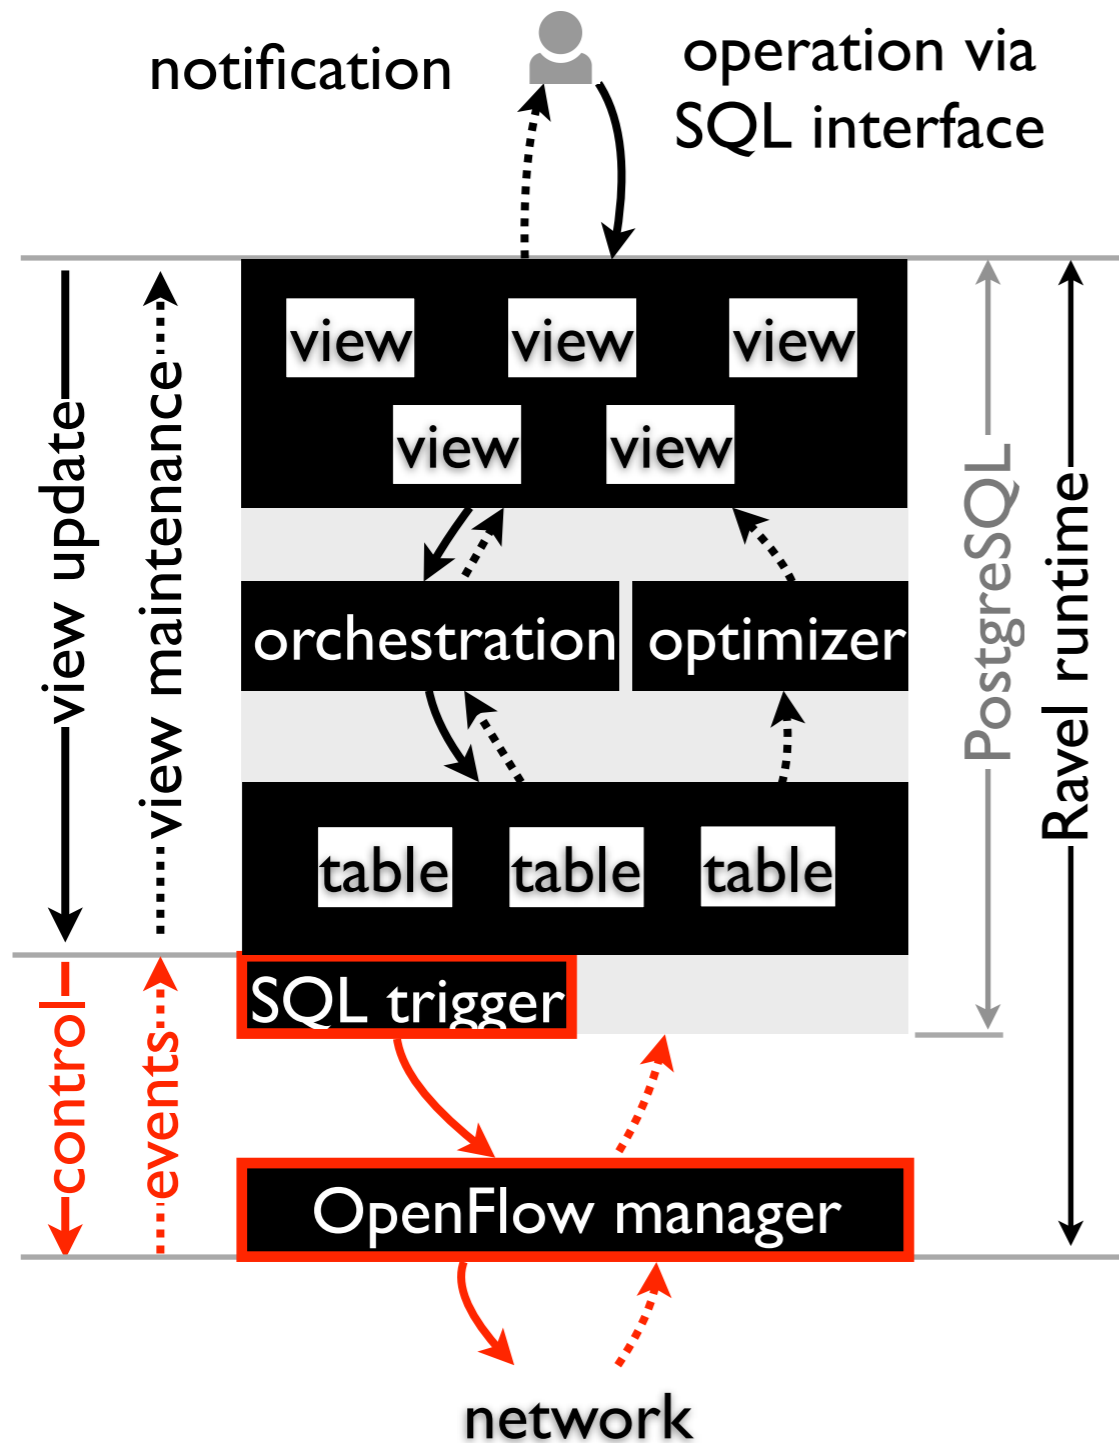 notification
operation via
SQL interface
view
view
view
view
view
view update
view maintenance
PostgreSQL
Ravel runtime
orchestration
optimizer
table
table
table
SQL trigger
control
events
OpenFlow manager
network